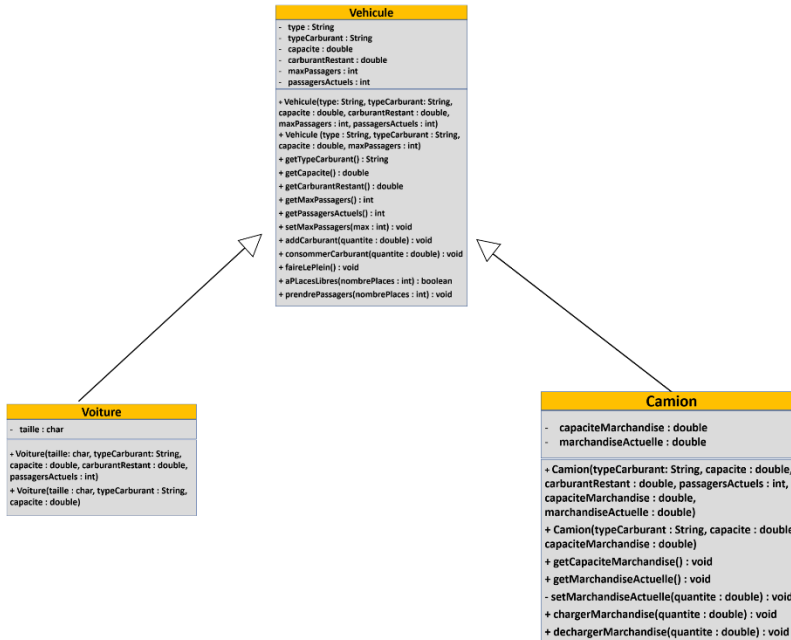 Vehicule
- type : String
- typeCarburant : String
- capacite : double
- carburantRestant : double
- maxPassagers : int
- passagersActuels : int
+ Vehicule(type: String, typeCarburant: String,
capacite : double, carburantRestant : double,
maxPassagers : int, passagersActuels : int)
+ Vehicule (type : String, typeCarburant : String,
capacite : double, maxPassagers : int)
+ getTypeCarburant() : String
+ getCapacite() : double
+ getCarburantRestant() : double
+ getMaxPassagers() : int
+ getPassagersActuels() : int
+ setMaxPassagers(max : int) : void
+ addCarburant(quantite : double) : void
+ consommerCarburant(quantite : double) : void
+ faireLePlein() : void
+ aPLacesLibres(nombrePlaces : int) : boolean
+ prendrePassagers(nombrePlaces : int) : void
Voiture
- taille : char
+ Voiture(taille: char, typeCarburant: String,
capacite : double, carburantRestant : double,
passagersActuels : int)
+ Voiture(taille : char, typeCarburant : String,
capacite : double)
Camion
- capaciteMarchandise : double
- marchandiseActuelle : double
+ Camion(typeCarburant: String, capacite : double,
carburantRestant : double, passagersActuels : int,
capaciteMarchandise : double,
marchandiseActuelle : double)
+ Camion(typeCarburant : String, capacite : double
capaciteMarchandise : double)
+ getCapaciteMarchandise() : void
+ getMarchandiseActuelle() : void
- setMarchandiseActuelle(quantite : double) : void
+ chargerMarchandise(quantite : double) : void
+ dechargerMarchandise(quantite : double) : void